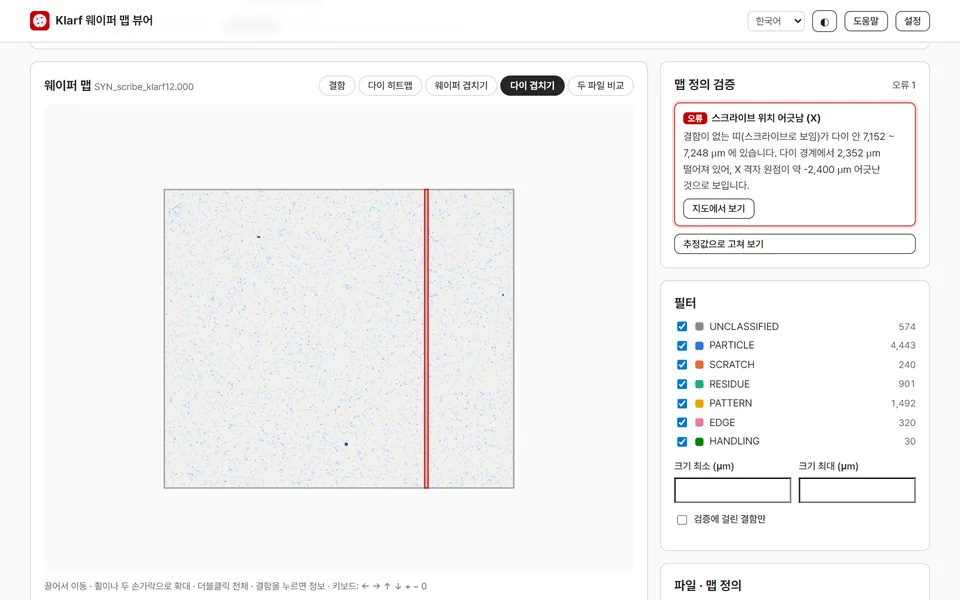 Klarf 웨이퍼 맵 뷰어
한국어
도움말
설정
웨이퍼 맵 SYN_scribe_klarf12.000
결함
다이 히트맵
웨이퍼 겹치기
다이 겹치기
두 파일 비교
끌어서 이동 · 휠이나 두 손가락으로 확대 · 더블클릭 전체 · 결함을 누르면 정보 · 키보드: ← → ↑ ↓ + − 0
맵 정의 검증
오류 1
오류 스크라이브 위치 어긋남 (X)
결함이 없는 띠(스크라이브로 보임)가 다이 안 7,152 ~
7,248 µm 에 있습니다. 다이 경계에서 2,352 µm
떨어져 있어, X 격자 원점이 약 -2,400 µm 어긋난
것으로 보입니다.
지도에서 보기
추정값으로 고쳐 보기
필터
UNCLASSIFIED 574
PARTICLE 4,443
SCRATCH 240
RESIDUE 901
PATTERN 1,492
EDGE 320
HANDLING 30
크기 최소 (µm) 크기 최대 (µm)
검증에 걸린 결함만
파일 · 맵 정의